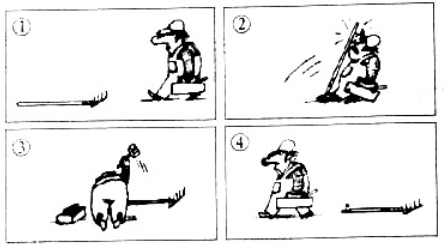 ①
②
③
④